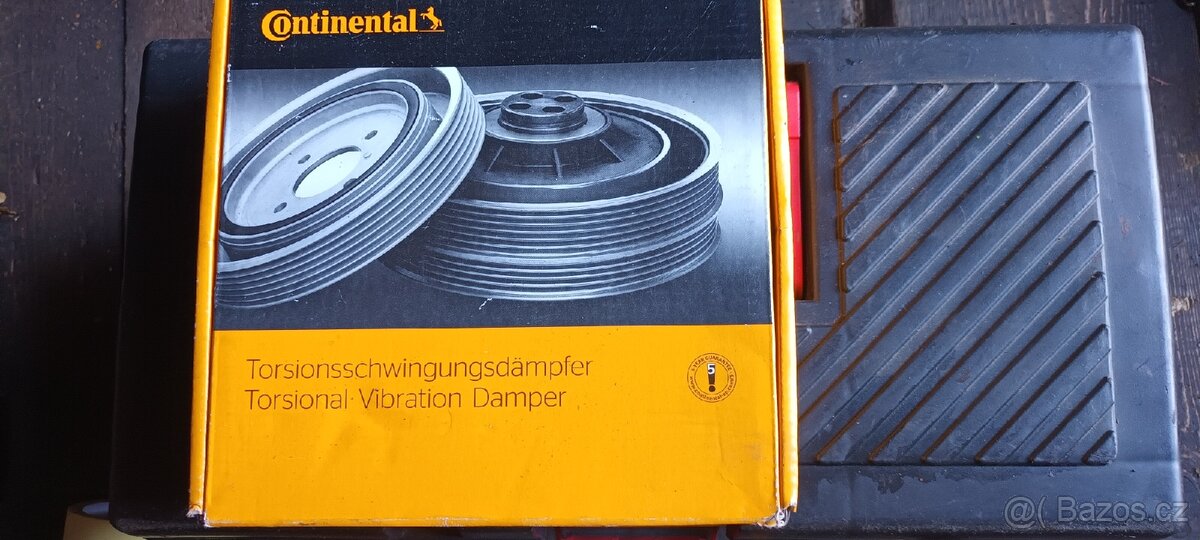 Continental
Torsionsschwingungsdämpfer
Torsional Vibration Damper
5
@( Bazos.cz